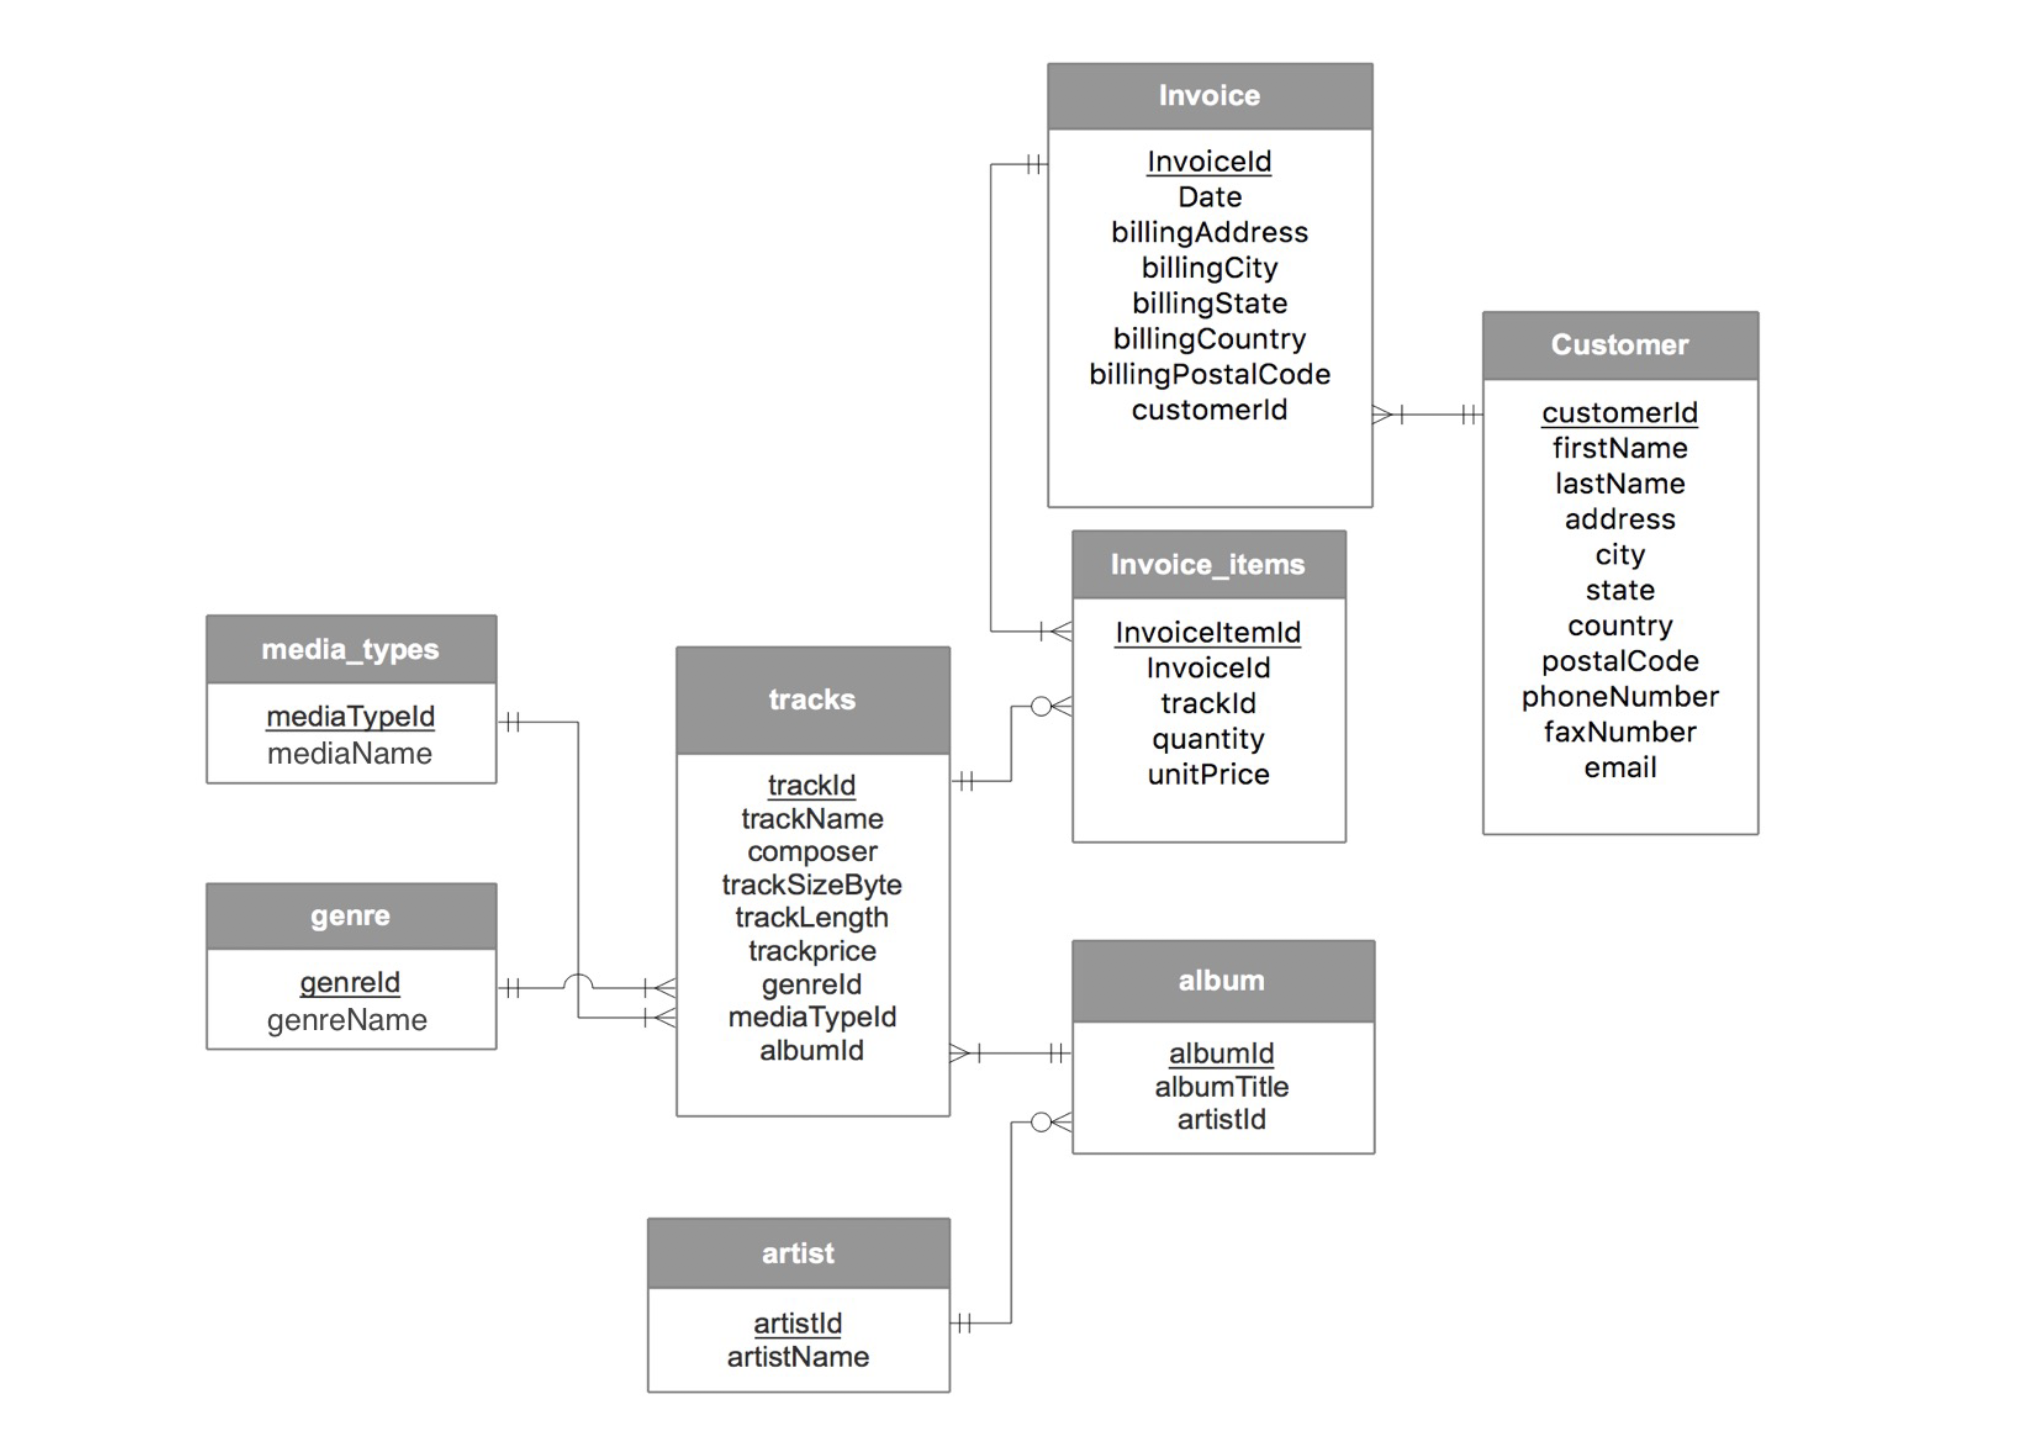 Invoice
InvoiceId
Date
billingAddress
billingCity
billingState
billingCountry
billingPostalCode
customerId
Customer
customerId
firstName
lastName
address
city
state
country
postalCode
phoneNumber
faxNumber
email
Invoice_items
InvoiceItemId
InvoiceId
trackId
quantity
unitPrice
media_types
mediaTypeId
mediaName
tracks
trackId
trackName
composer
trackSizeByte
trackLength
trackprice
genreId
mediaTypeId
albumId
genre
genreId
genreName
album
albumId
albumTitle
artistId
artist
artistId
artistName